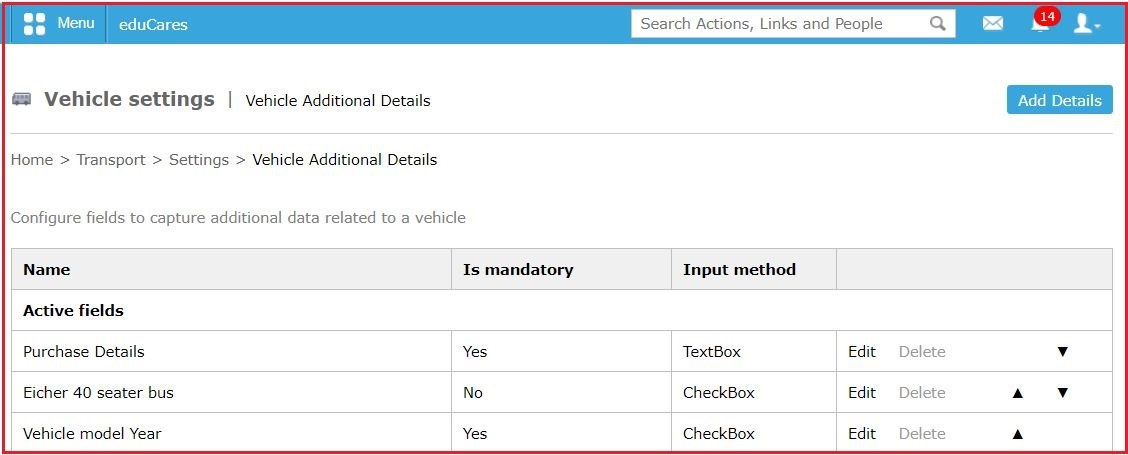 Menu eduCares Search Actions, Links and People 14
Vehicle settings | Vehicle Additional Details Add Details
Home > Transport > Settings > Vehicle Additional Details
Configure fields to capture additional data related to a vehicle
Name Is mandatory Input method
Active fields
Purchase Details Yes TextBox Edit Delete ▼
Eicher 40 seater bus No CheckBox Edit Delete ▲ ▼
Vehicle model Year Yes CheckBox Edit Delete ▲